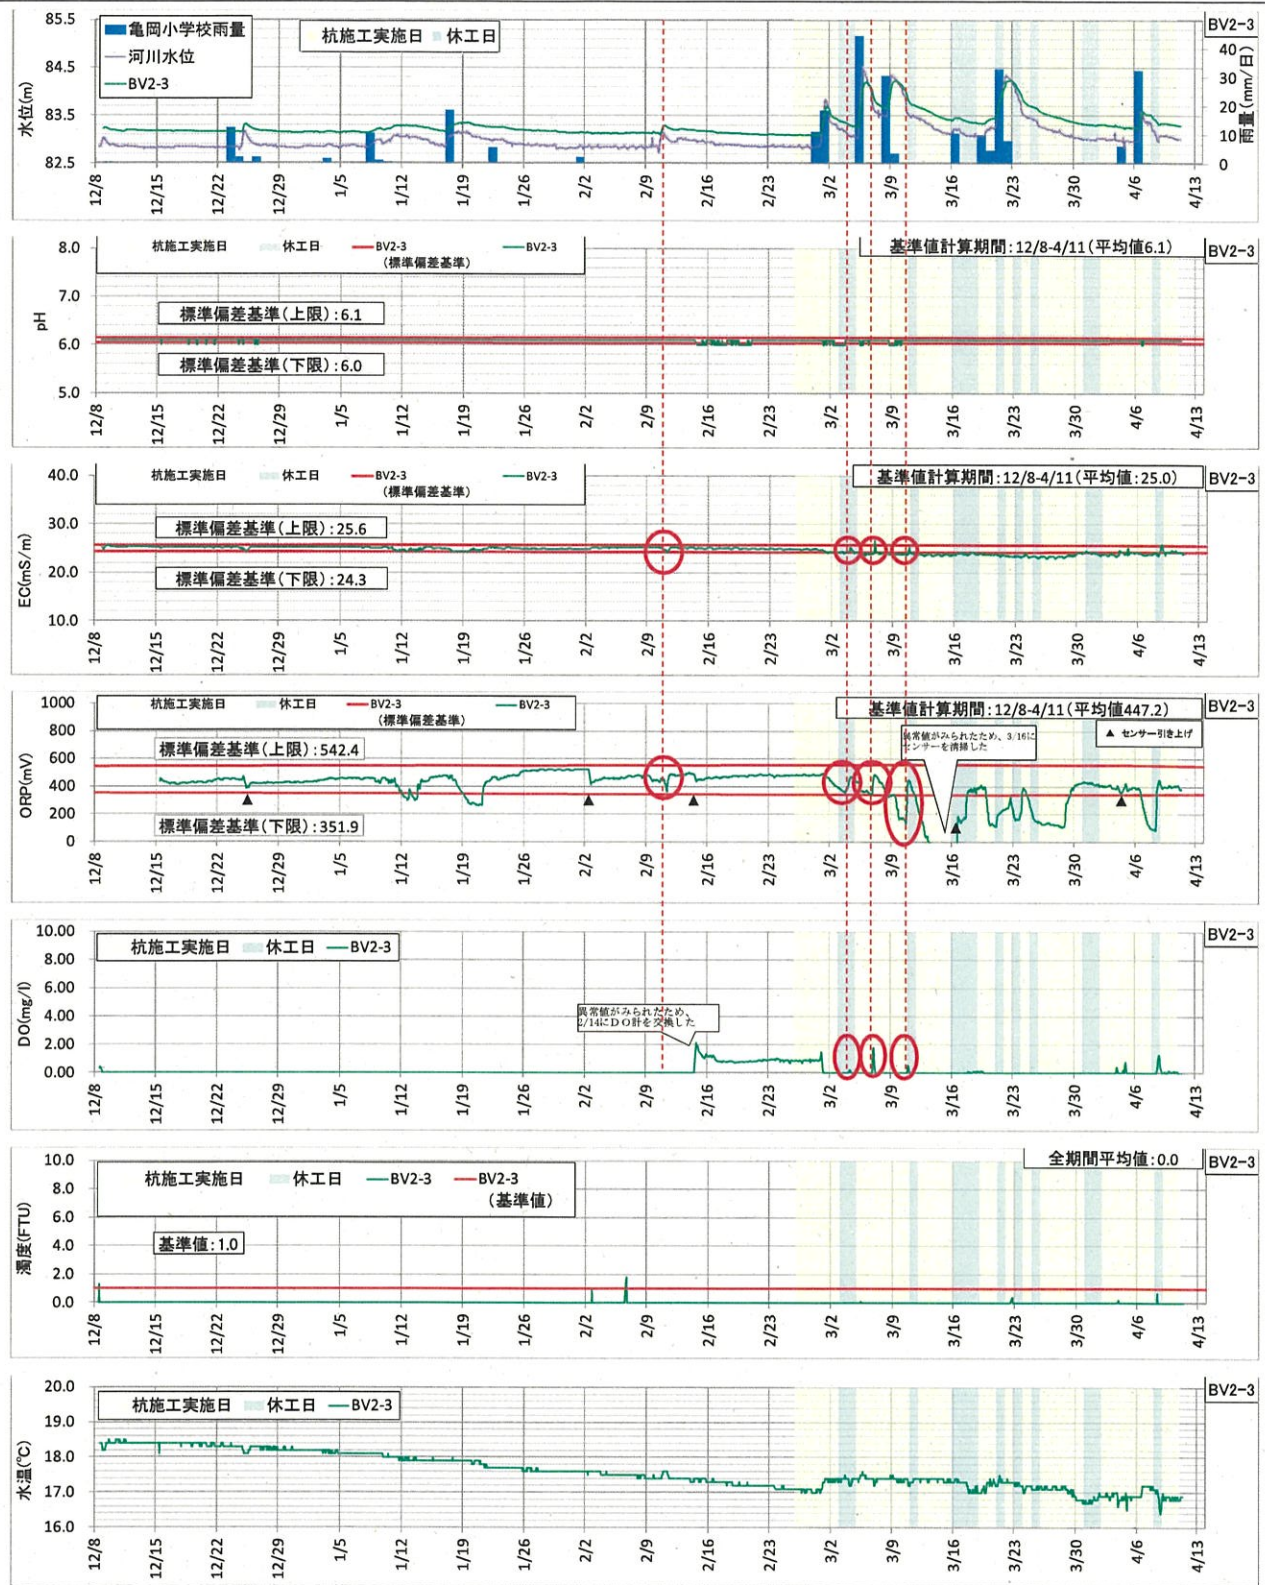 亀岡小学校雨量
河川水位
BV2-3
杭施工実施日 休工日
BV2-3
水位(m)
雨量(mm/日)
85.5
84.5
83.5
82.5
40
30
20
10
0
12/8 12/15 12/22 12/29 1/5 1/12 1/19 1/26 2/2 2/9 2/16 2/23 3/2 3/9 3/16 3/23 3/30 4/6 4/13
杭施工実施日 休工日 BV2-3 BV2-3
(標準偏差基準)
基準値計算期間:12/8-4/11(平均値6.1)
BV2-3
標準偏差基準(上限):6.1
標準偏差基準(下限):6.0
pH
8.0
7.0
6.0
5.0
12/8 12/15 12/22 12/29 1/5 1/12 1/19 1/26 2/2 2/9 2/16 2/23 3/2 3/9 3/16 3/23 3/30 4/6 4/13
杭施工実施日 休工日 BV2-3 BV2-3
(標準偏差基準)
基準値計算期間:12/8-4/11(平均値:25.0)
BV2-3
標準偏差基準(上限):25.6
標準偏差基準(下限):24.3
EC(mS/m)
40.0
30.0
20.0
10.0
12/8 12/15 12/22 12/29 1/5 1/12 1/19 1/26 2/2 2/9 2/16 2/23 3/2 3/9 3/16 3/23 3/30 4/6 4/13
杭施工実施日 休工日 BV2-3 BV2-3
(標準偏差基準)
基準値計算期間:12/8-4/11(平均値447.2)
BV2-3
標準偏差基準(上限):542.4
標準偏差基準(下限):351.9
異常値がみられたため、3/16に
センサーを清掃した
▲ センサー引き上げ
ORP(mV)
1000
800
600
400
200
0
12/8 12/15 12/22 12/29 1/5 1/12 1/19 1/26 2/2 2/9 2/16 2/23 3/2 3/9 3/16 3/23 3/30 4/6 4/13
杭施工実施日 休工日 BV2-3
BV2-3
異常値がみられたため、
2/14にDO計を交換した
DO(mg/l)
10.00
8.00
6.00
4.00
2.00
0.00
12/8 12/15 12/22 12/29 1/5 1/12 1/19 1/26 2/2 2/9 2/16 2/23 3/2 3/9 3/16 3/23 3/30 4/6 4/13
杭施工実施日 休工日 BV2-3 BV2-3
(基準値)
全期間平均値:0.0
BV2-3
基準値:1.0
濁度(FTU)
10.0
8.0
6.0
4.0
2.0
0.0
12/8 12/15 12/22 12/29 1/5 1/12 1/19 1/26 2/2 2/9 2/16 2/23 3/2 3/9 3/16 3/23 3/30 4/6 4/13
杭施工実施日 休工日 BV2-3
BV2-3
水温(℃)
20.0
19.0
18.0
17.0
16.0
12/8 12/15 12/22 12/29 1/5 1/12 1/19 1/26 2/2 2/9 2/16 2/23 3/2 3/9 3/16 3/23 3/30 4/6 4/13